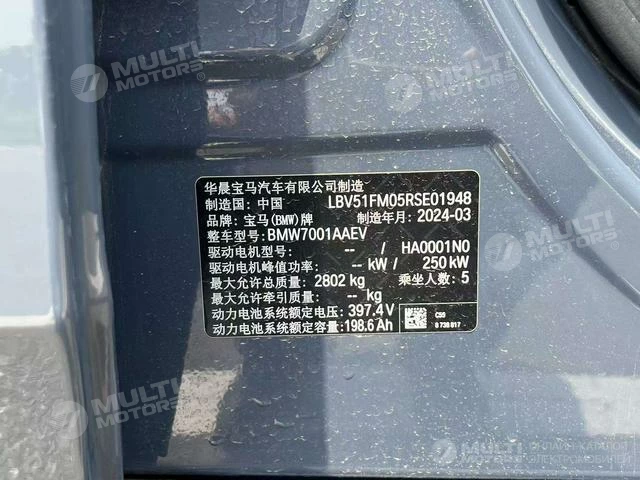 MULTI
MOTORS
MULTI
MOTORS
华晨宝马汽车有限公司制造
制造国：中国 LBV51FM05RSE01948
品牌：宝马(BMW)牌 制造年月：2024-03
整车型号：BMW7001AAEV
驱动电机型号： -- / HA0001N0
驱动电机峰值功率： -- kW / 250 kW
最大允许总质量：2802 kg 乘坐人数：5
最大允许牵引质量： -- kg
动力电池系统额定电压：397.4V C59
动力电池系统额定容量：198.6Ah 8 738 817
MULTI
MOTORS
MULTI
MOTORS